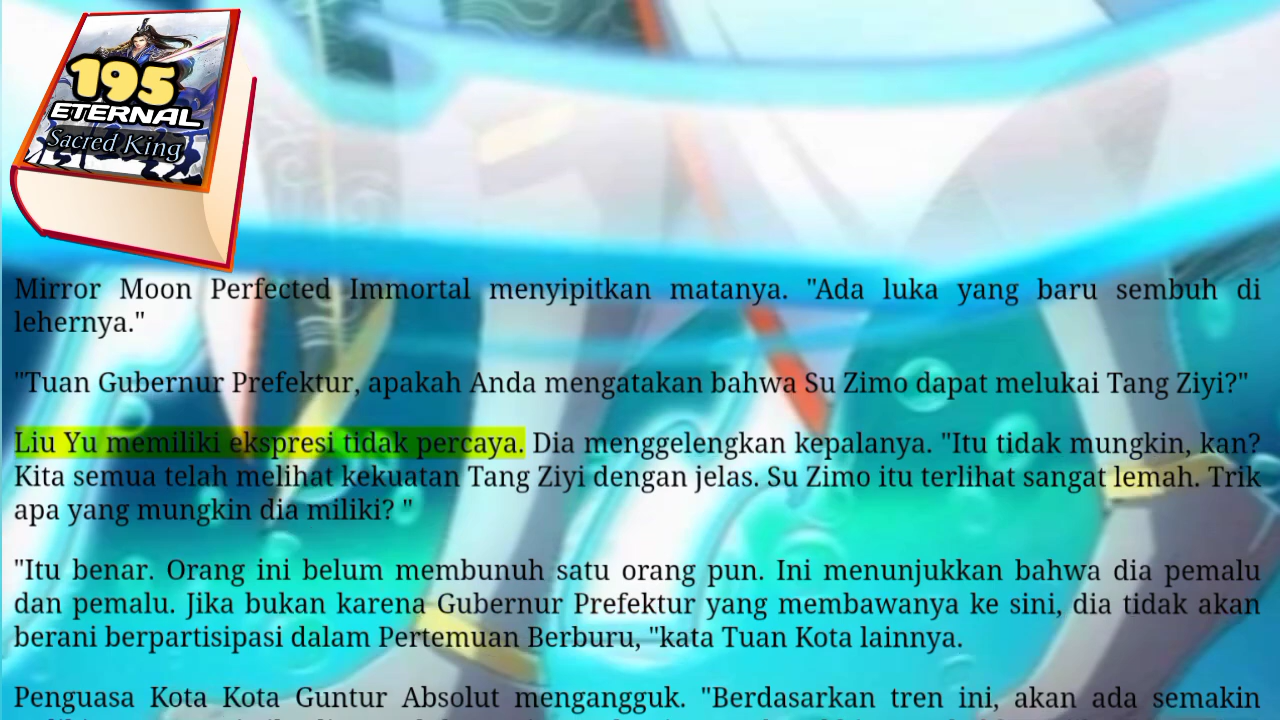 195
ETERNAL
Sacred King
Mirror Moon Perfected Immortal menyipitkan matanya. "Ada luka yang baru sembuh di
lehernya."
"Tuan Gubernur Prefektur, apakah Anda mengatakan bahwa Su Zimo dapat melukai Tang Ziyi?"
Liu Yu memiliki ekspresi tidak percaya. Dia menggelengkan kepalanya. "Itu tidak mungkin, kan?
Kita semua telah melihat kekuatan Tang Ziyi dengan jelas. Su Zimo itu terlihat sangat lemah. Trik
apa yang mungkin dia miliki? "
"Itu benar. Orang ini belum membunuh satu orang pun. Ini menunjukkan bahwa dia pemalu
dan pemalu. Jika bukan karena Gubernur Prefektur yang membawanya ke sini, dia tidak akan
berani berpartisipasi dalam Pertemuan Berburu, "kata Tuan Kota lainnya.
Penguasa Kota Kota Guntur Absolut mengangguk. "Berdasarkan tren ini, akan ada semakin